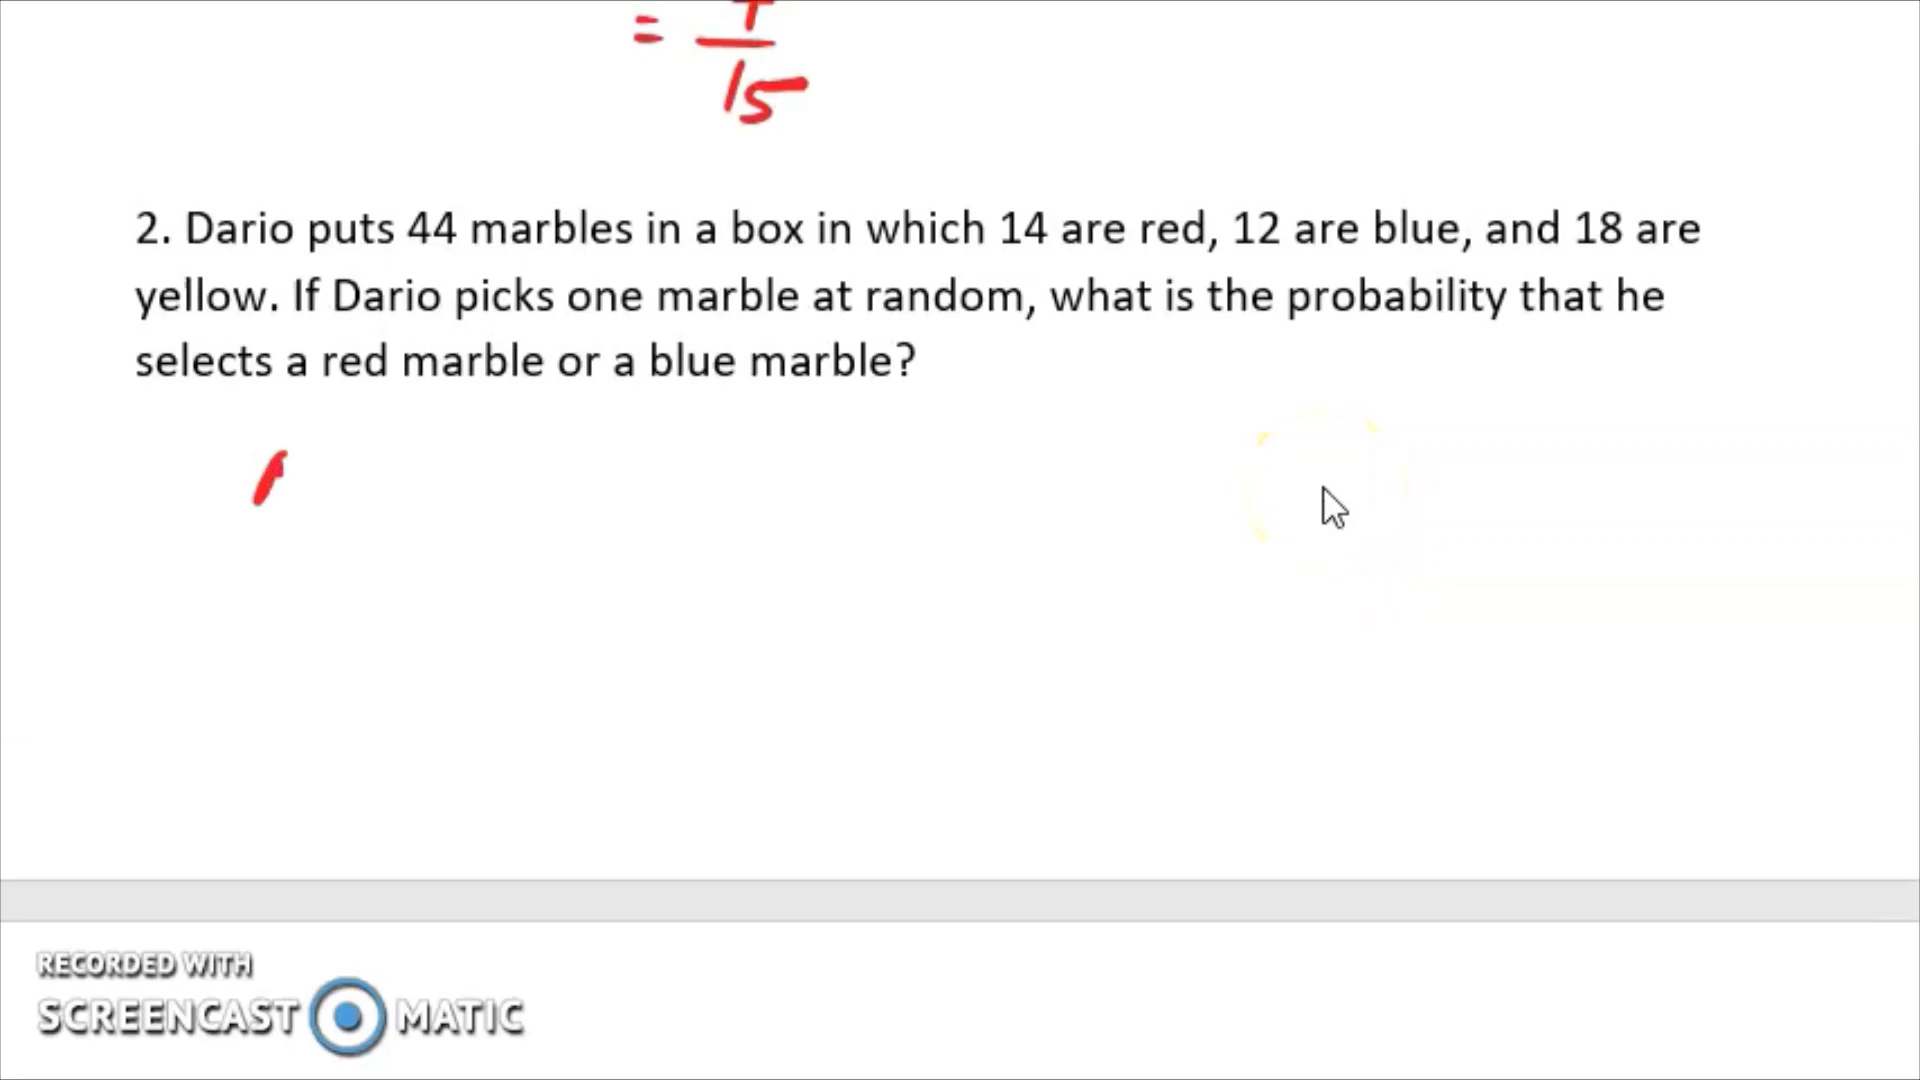 =
15
2. Dario puts 44 marbles in a box in which 14 are red, 12 are blue, and 18 are
yellow. If Dario picks one marble at random, what is the probability that he
selects a red marble or a blue marble?
RECORDED WITH
SCREENCAST MATIC